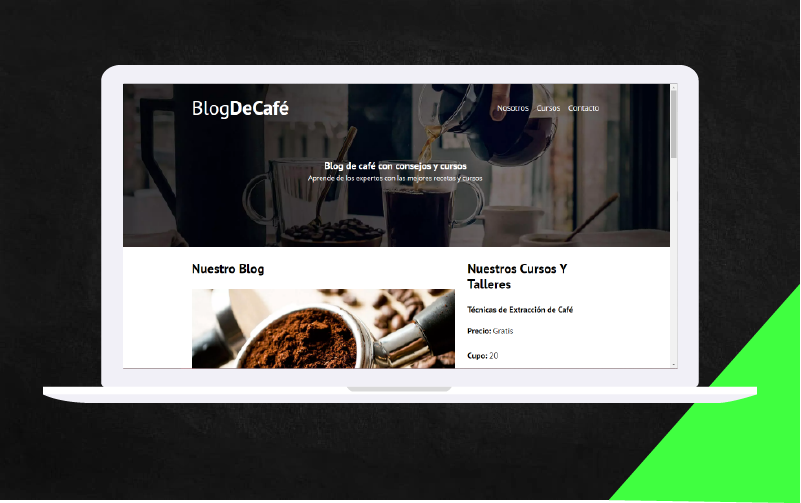 BlogDeCafé
Nosotros Cursos Contacto
Blog de café con consejos y cursos
Aprende de los expertos con las mejores recetas y cursos
Nuestro Blog
Nuestros Cursos Y
Talleres
Técnicas de Extracción de Café
Precio: Gratis
Cupo: 20